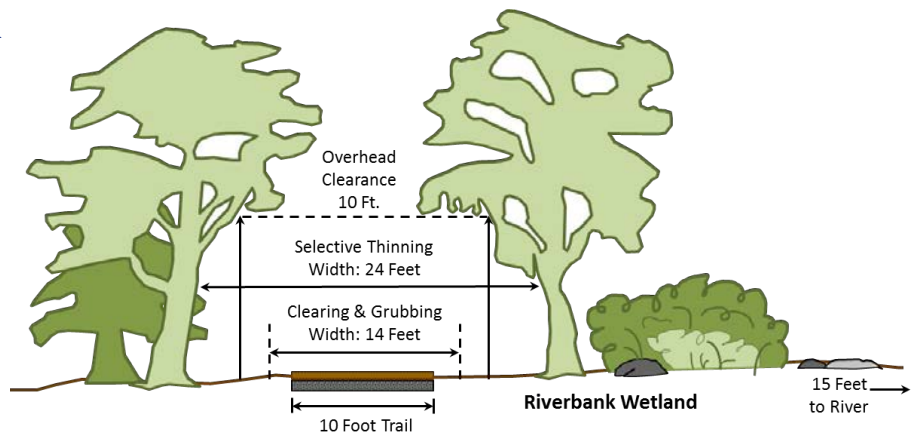 Overhead
Clearance
10 Ft.
Selective Thinning
Width: 24 Feet
Clearing & Grubbing
Width: 14 Feet
10 Foot Trail
Riverbank Wetland
15 Feet
to River